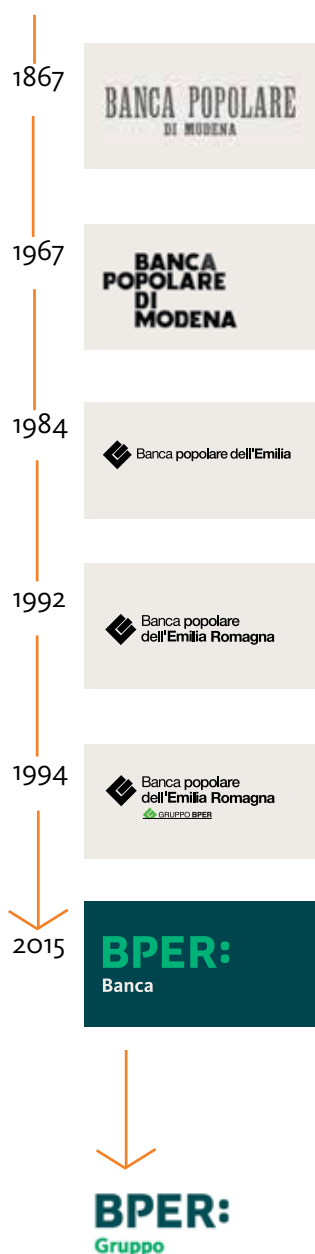 1867
BANCA POPOLARE
DI MODENA
1967
BANCA
POPOLARE
DI
MODENA
1984
Banca popolare dell'Emilia
1992
Banca popolare
dell'Emilia Romagna
1994
Banca popolare
dell'Emilia Romagna
GRUPPO BPER
2015
BPER:
Banca
BPER:
Gruppo